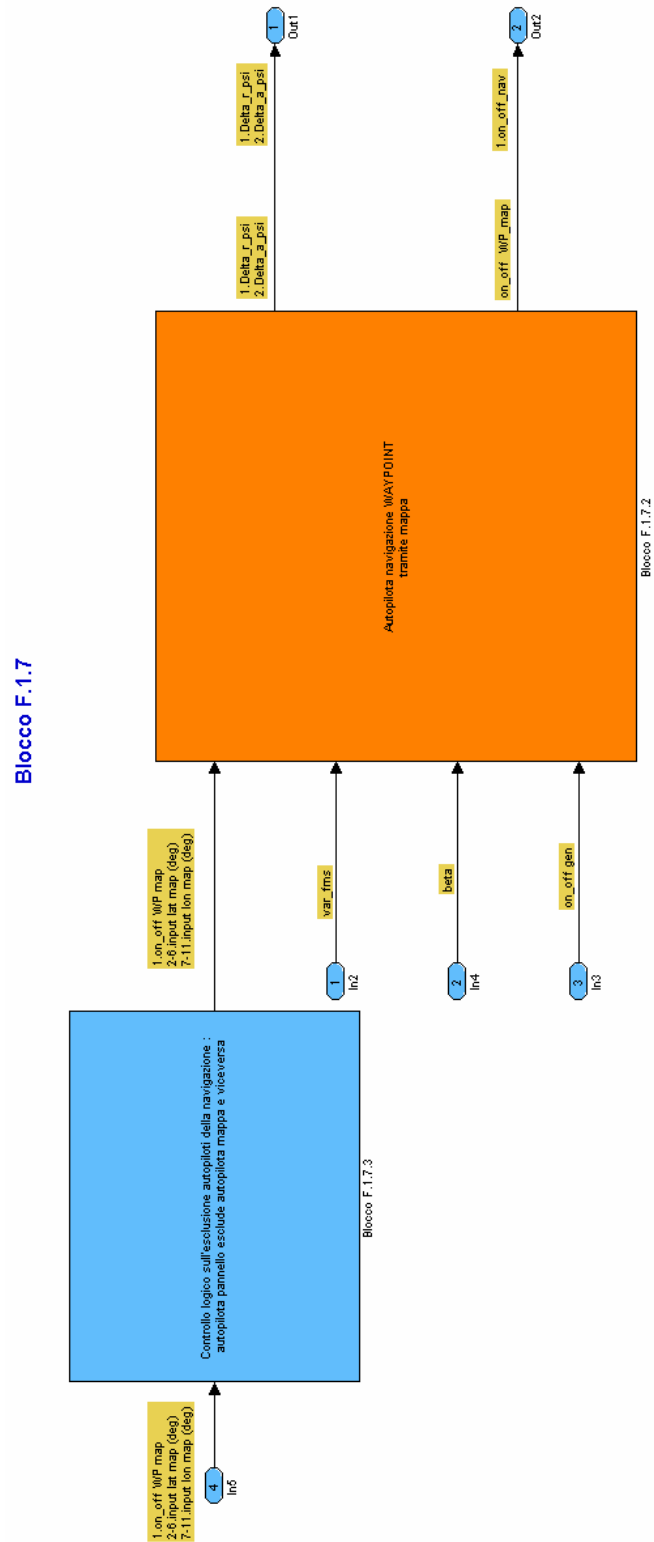 Blocco F.1.7
1.on_off WP map
2-6.input lat map (deg)
7-11.input lon map (deg)
4
In5
Controllo logico sull'esclusione autopiloti della navigazione :
autopilota pannello esclude autopilota mappa e viceversa
Blocco F.1.7.3
1.on_off WP map
2-6.input lat map (deg)
7-11.input lon map (deg)
1
In2
var_fms
2
In4
beta
3
In3
on_off gen
Autopilota navigazione WAYPOINT
tramite mappa
Blocco F.1.7.2
1.Delta_r_psi
2.Delta_a_psi
1.Delta_r_psi
2.Delta_a_psi
1
Out1
on_off WP_map
1.on_off_nav
2
Out2